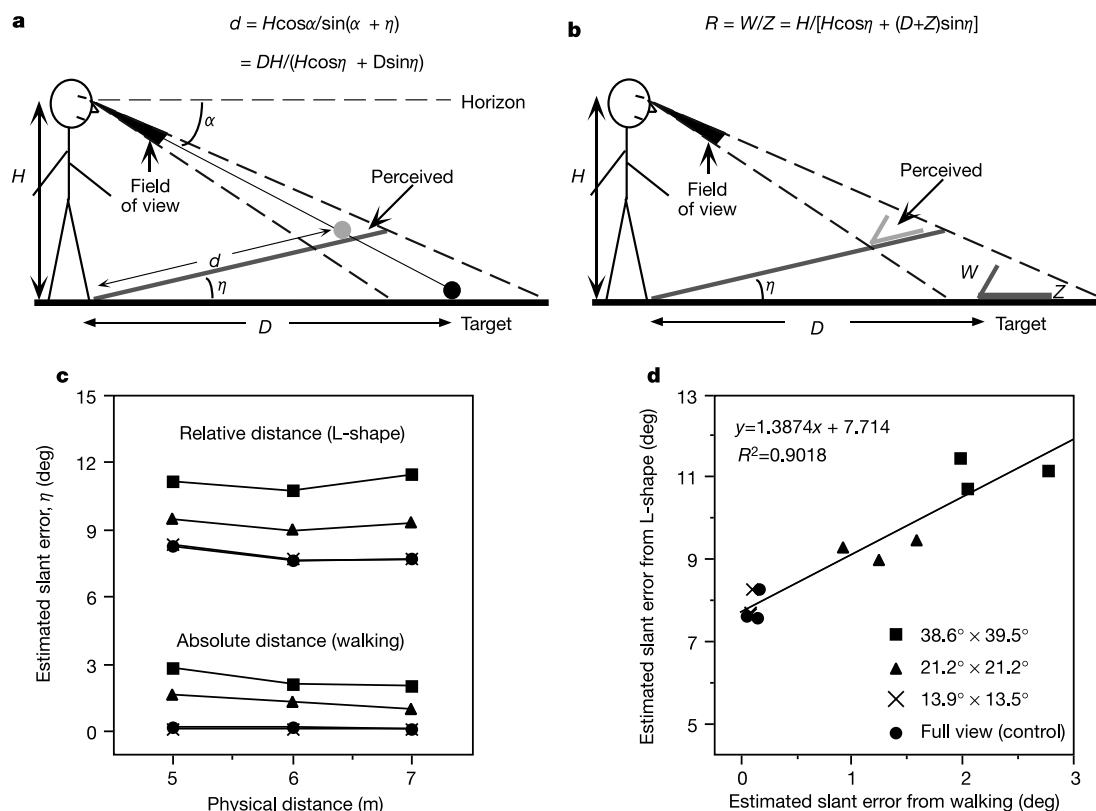 a
d = Hcosα/sin(α + η)
= DH/(Hcosη + Dsinη)
Horizon
α
H
Field
of view
Perceived
d
η
D
Target
b
R = W/Z = H/[Hcosη + (D+Z)sinη]
H
Field
of view
Perceived
W
Z
η
D
Target
c
15
12
9
6
3
0
Estimated slant error, η (deg)
Relative distance (L-shape)
Absolute distance (walking)
5 6 7
Physical distance (m)
d
13
11
9
7
5
Estimated slant error from L-shape (deg)
y=1.3874x + 7.714
R²=0.9018
38.6° × 39.5°
21.2° × 21.2°
13.9° × 13.5°
Full view (control)
0 1 2 3
Estimated slant error from walking (deg)